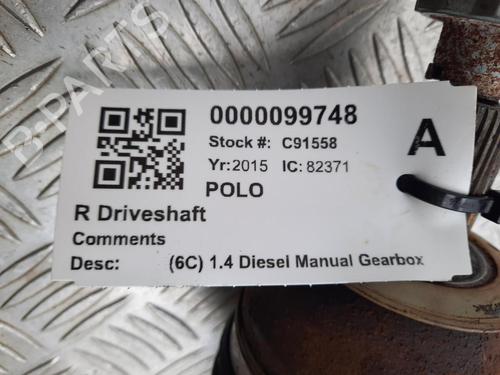 B-PARTS
0000099748
Stock #: C91558
Yr:2015 IC: 82371
POLO
A
R Driveshaft
Comments
Desc: (6C) 1.4 Diesel Manual Gearbox